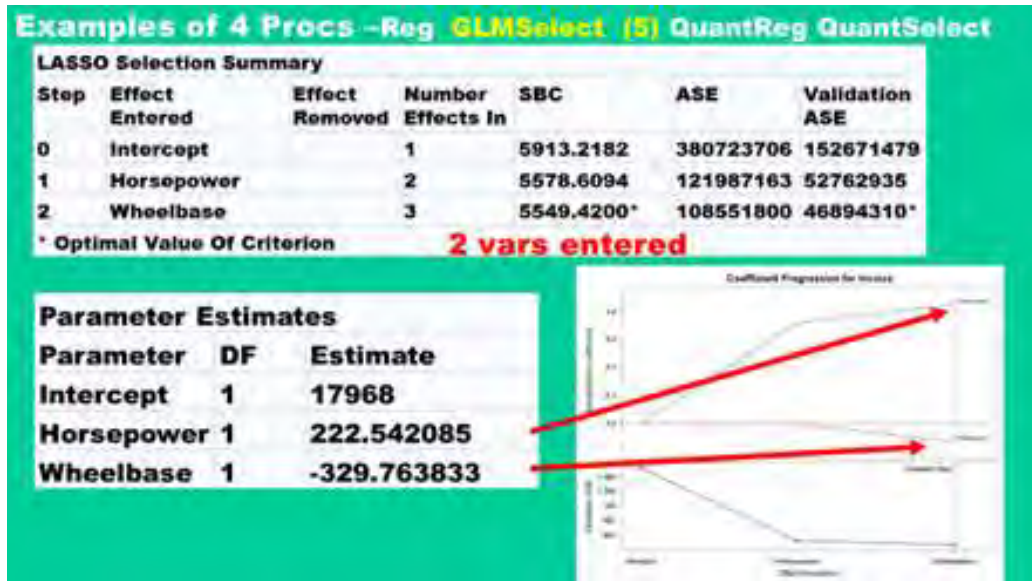 Examples of 4 Procs –Reg GLMSelect (5) QuantReg QuantSelect
LASSO Selection Summary
Step Effect Entered Effect Removed Number Effects In SBC ASE Validation ASE
0 Intercept 1 5913.2182 380723706 152671479
1 Horsepower 2 5578.6094 121987163 52762935
2 Wheelbase 3 5549.4200* 108551800 46894310*
* Optimal Value Of Criterion
2 vars entered
Parameter Estimates
Parameter DF Estimate
Intercept 1 17968
Horsepower 1 222.542085
Wheelbase 1 -329.763833
Coefficient Progression for Invoice